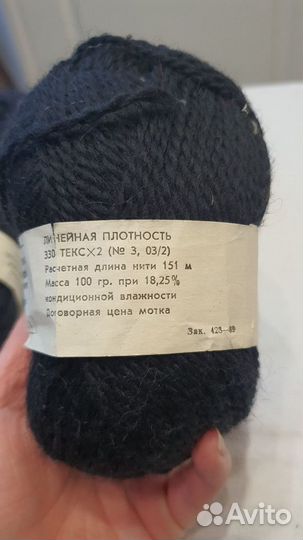 ЛИНЕЙНАЯ ПЛОТНОСТЬ
330 ТЕКС×2 (№ 3, 03/2)
Расчетная длина нити 151 м
Масса 100 гр. при 18,25%
кондиционной влажности
Договорная цена мотка
Зак. 423—89
Avito